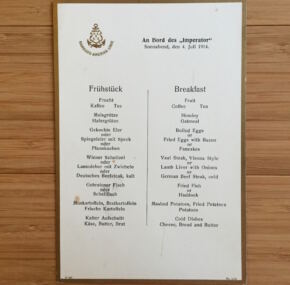 An Bord des „Imperator"
Sonnabend, den 4. Juli 1914.
Frühstück
Frucht
Kaffee Tee
Maisgrütze
Hafergrütze
Gekochte Eier
oder
Spiegeleier mit Speck
oder
Pfannkuchen
Wiener Schnitzel
oder
Lammleber mit Zwiebeln
oder
Deutsches Beefsteak, kalt
Gebratener Fisch
oder
Schellfisch
Bratkartoffeln
Frische Kartoffeln
Kalter Aufschnitt
Käse, Butter, Brot
Breakfast
Fruit
Coffee Tea
Hominy
Oatmeal
Boiled Eggs
or
Fried Eggs with Bacon
or
Pancakes
Veal Steak, Vienna Style
or
Lamb Liver with Onions
or
German Beef Steak, cold
Fried Fish
or
Haddock
Mashed Potatoes, Fried Potatoes
Potatoes
Cold Dishes
Cheese, Bread and Butter